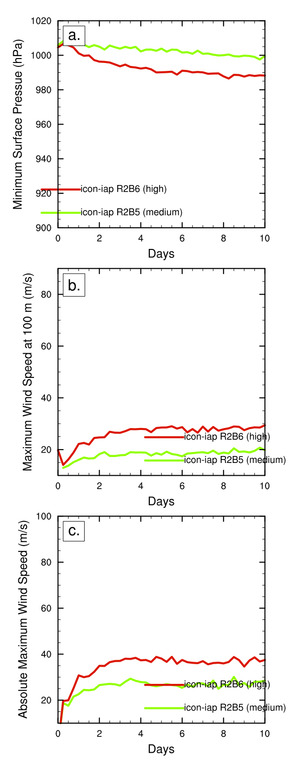 a.
Minimum Surface Pressue (hPa)
1020
1000
980
960
940
920
900
icon-iap R2B6 (high)
icon-iap R2B5 (medium)
0 2 4 6 8 10
Days
b.
Maximum Wind Speed at 100 m (m/s)
80
60
40
20
icon-iap R2B6 (high)
icon-iap R2B5 (medium)
0 2 4 6 8 10
Days
c.
Absolute Maximum Wind Speed (m/s)
100
80
60
40
20
icon-iap R2B6 (high)
icon-iap R2B5 (medium)
0 2 4 6 8 10
Days